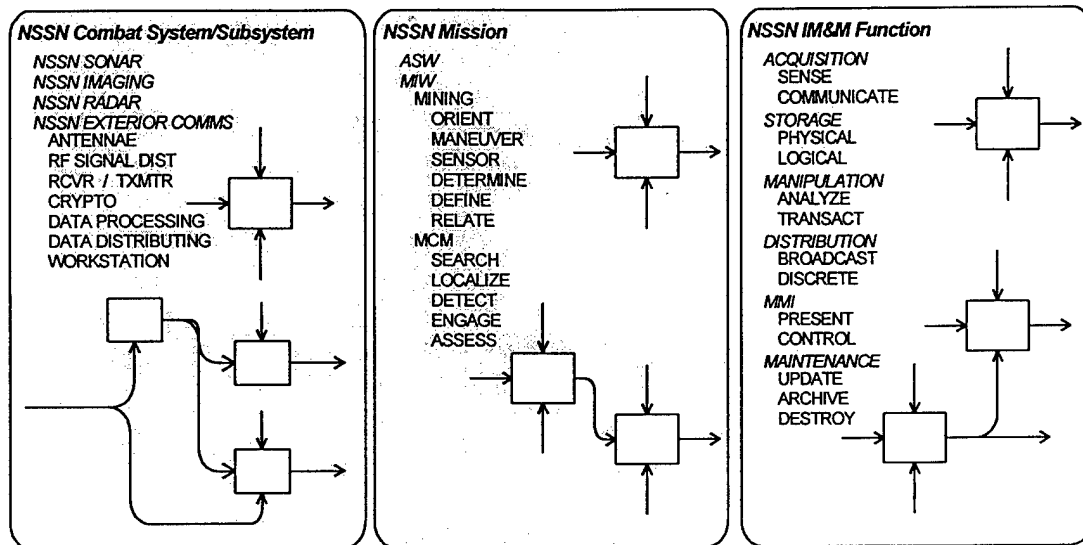 NSSN Combat System/Subsystem
NSSN SONAR
NSSN IMAGING
NSSN RADAR
NSSN EXTERIOR COMMS
ANTENNAE
RF SIGNAL DIST
RCVR / TXMTR
CRYPTO
DATA PROCESSING
DATA DISTRIBUTING
WORKSTATION
NSSN Mission
ASW
MIW
MINING
ORIENT
MANEUVER
SENSOR
DETERMINE
DEFINE
RELATE
MCM
SEARCH
LOCALIZE
DETECT
ENGAGE
ASSESS
NSSN IM&M Function
ACQUISITION
SENSE
COMMUNICATE
STORAGE
PHYSICAL
LOGICAL
MANIPULATION
ANALYZE
TRANSACT
DISTRIBUTION
BROADCAST
DISCRETE
MMI
PRESENT
CONTROL
MAINTENANCE
UPDATE
ARCHIVE
DESTROY